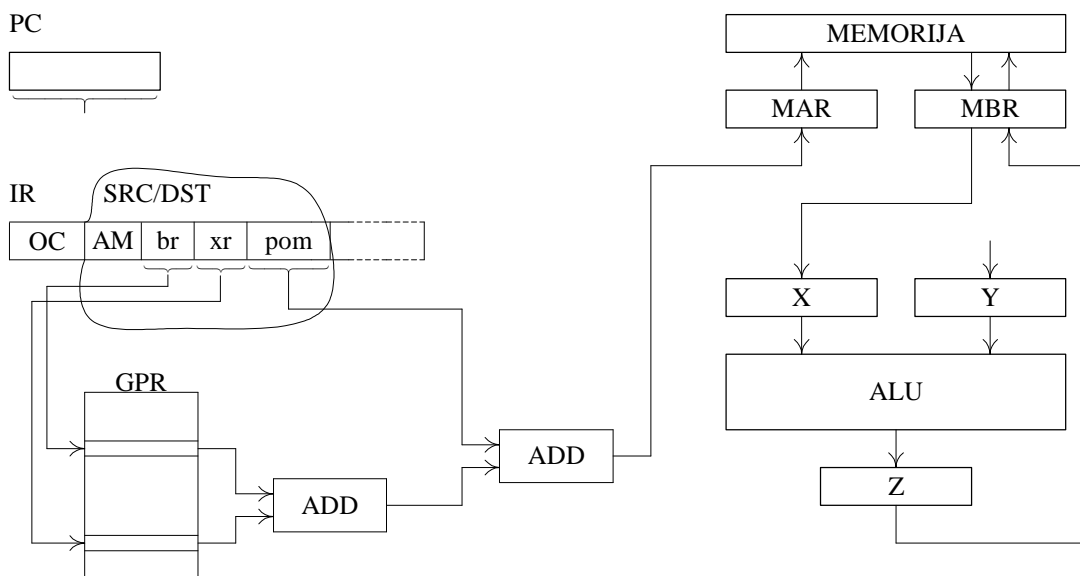 PC
MEMORIJA
MAR MBR
IR SRC/DST
OC AM br xr pom
X Y
GPR
ALU
ADD
ADD
Z